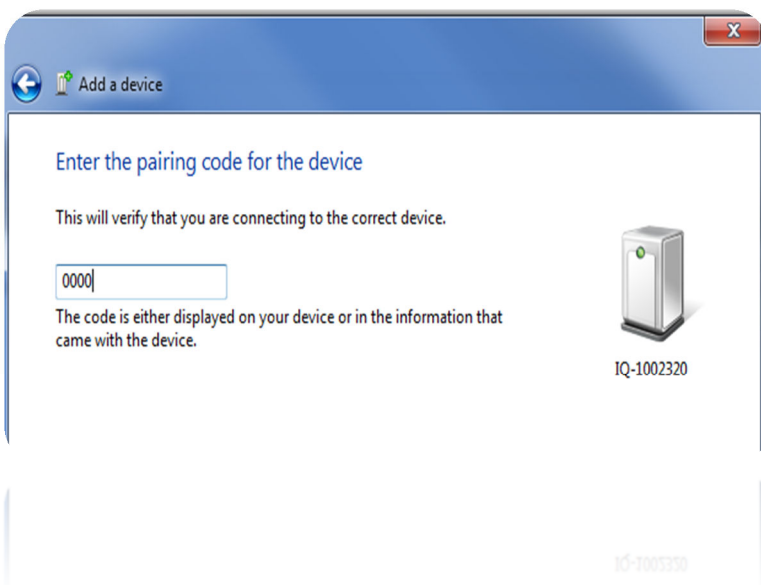 Add a device
Enter the pairing code for the device
This will verify that you are connecting to the correct device.
0000
The code is either displayed on your device or in the information that
came with the device.
IQ-1002320